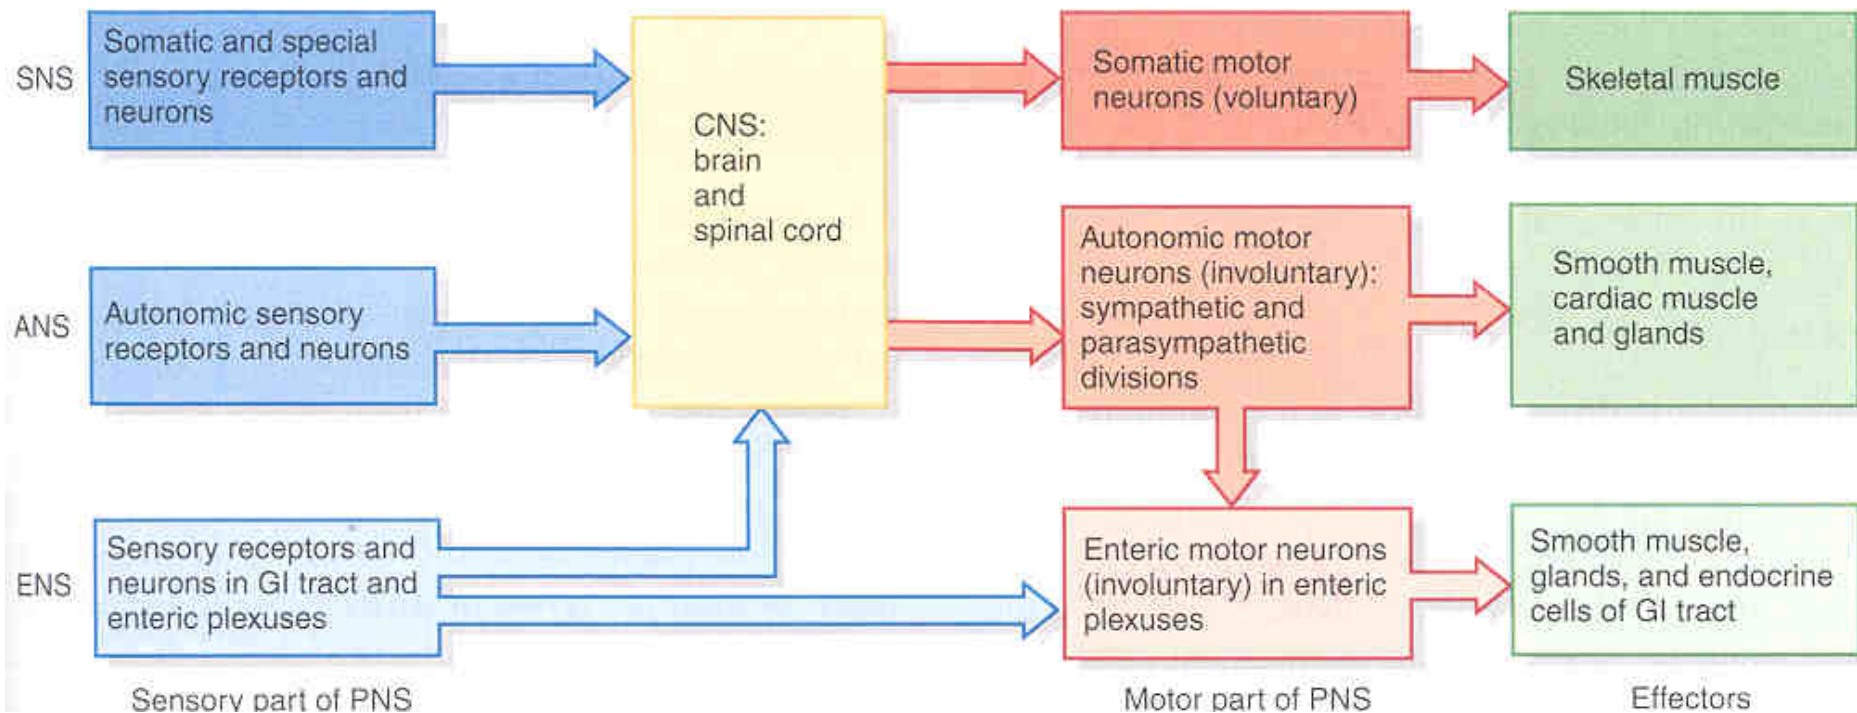 SNS
Somatic and special
sensory receptors and
neurons
CNS:
brain
and
spinal cord
Somatic motor
neurons (voluntary)
Skeletal muscle
ANS
Autonomic sensory
receptors and neurons
Autonomic motor
neurons (involuntary):
sympathetic and
parasympathetic
divisions
Smooth muscle,
cardiac muscle
and glands
ENS
Sensory receptors and
neurons in GI tract and
enteric plexuses
Enteric motor neurons
(involuntary) in enteric
plexuses
Smooth muscle,
glands, and endocrine
cells of GI tract
Sensory part of PNS
Motor part of PNS
Effectors